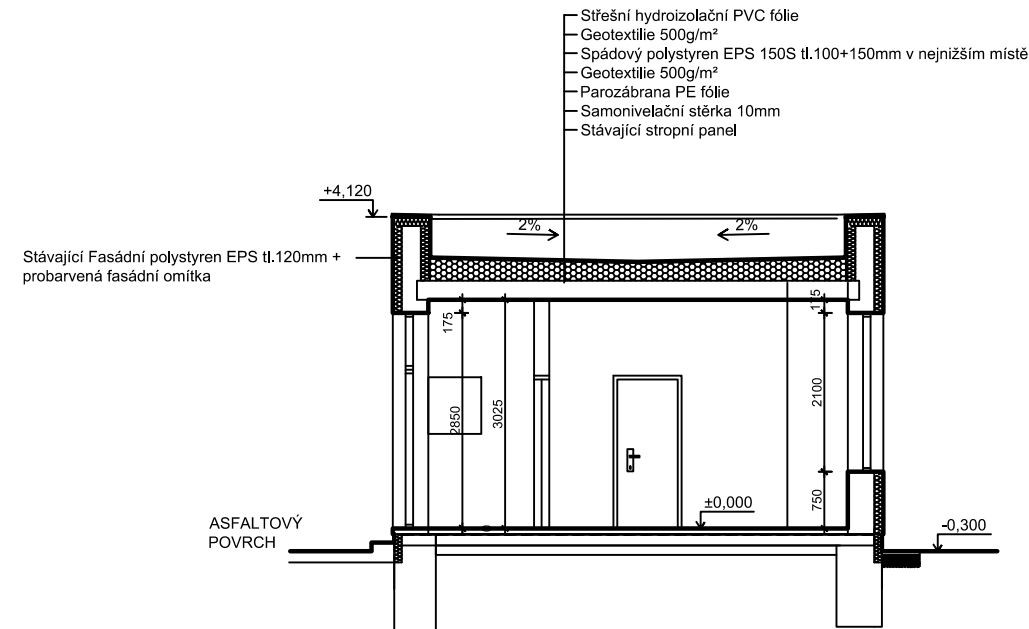 Střešní hydroizolační PVC fólie
Geotextilie 500g/m²
Spádový polystyren EPS 150S tl.100+150mm v nejnižším místě
Geotextilie 500g/m²
Parozábrana PE fólie
Samonivelační stěrka 10mm
Stávající stropní panel
+4,120
2%
2%
Stávající Fasádní polystyren EPS tl.120mm +
probarvená fasádní omítka
175
175
2850
3025
2100
750
±0,000
ASFALTOVÝ
POVRCH
-0,300